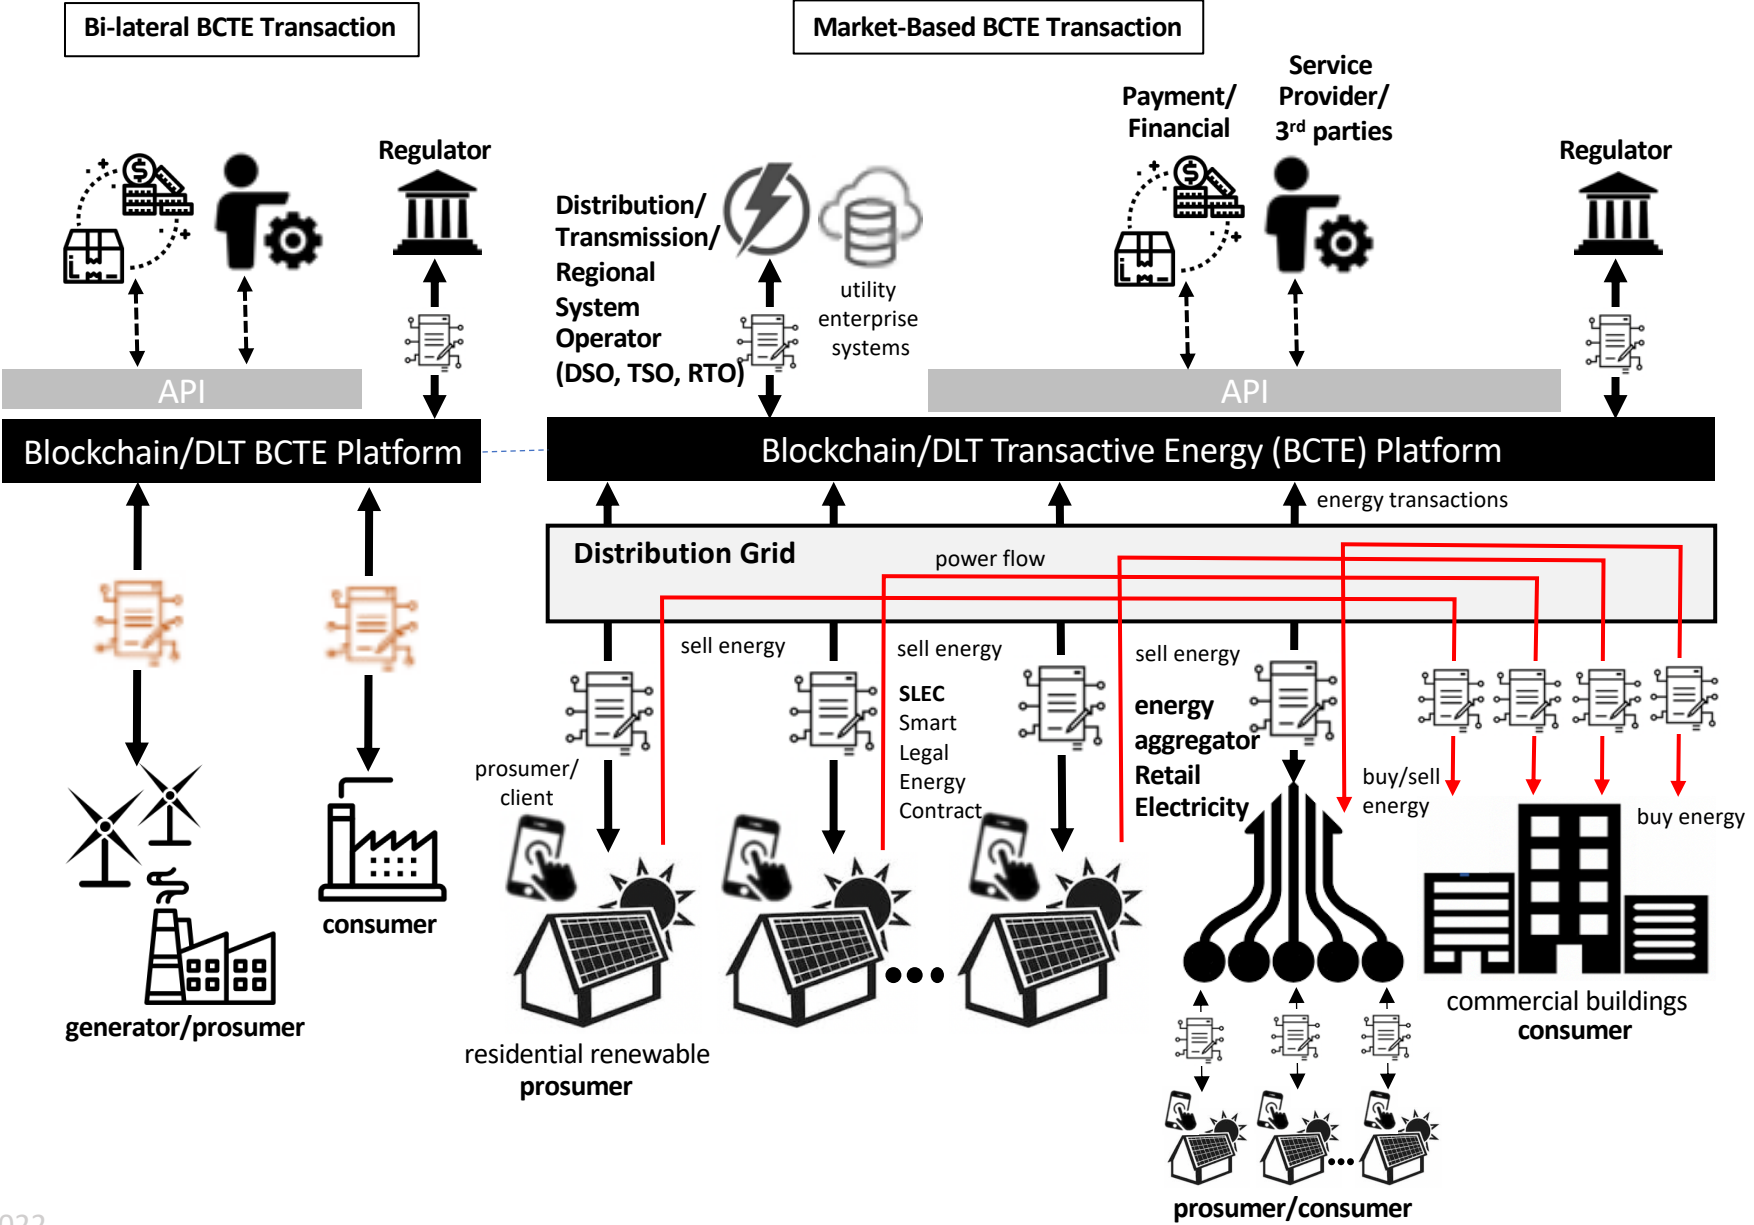 Bi-lateral BCTE Transaction
Market-Based BCTE Transaction
Regulator
Distribution/
Transmission/
Regional
System
Operator
(DSO, TSO, RTO)
utility
enterprise
systems
Payment/
Financial
Service
Provider/
3rd parties
Regulator
API
API
Blockchain/DLT BCTE Platform
Blockchain/DLT Transactive Energy (BCTE) Platform
energy transactions
Distribution Grid
power flow
sell energy
sell energy
sell energy
SLEC
Smart
Legal
Energy
Contract
energy
aggregator
Retail
Electricity
prosumer/
client
buy/sell
energy
buy energy
consumer
generator/prosumer
residential renewable
prosumer
commercial buildings
consumer
prosumer/consumer